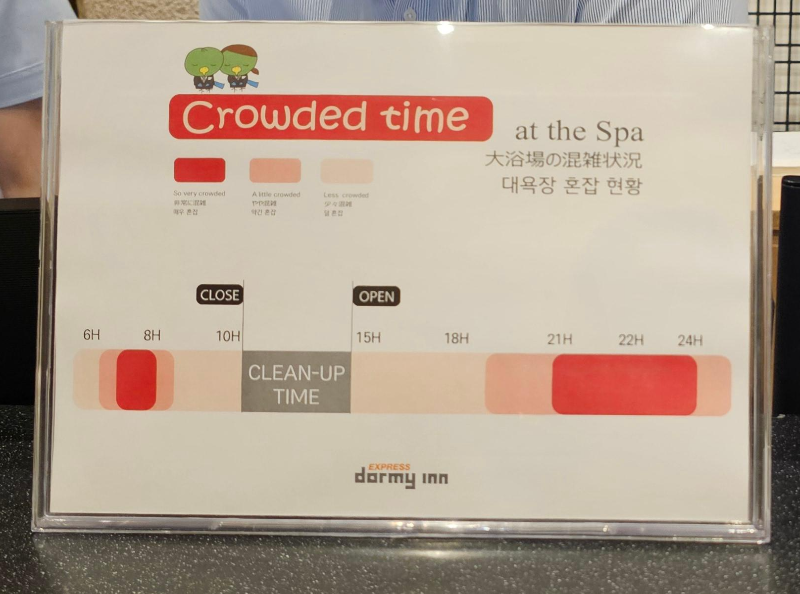 Crowded time
at the Spa
大浴場の混雑状況
대욕장 혼잡 현황
So very crowded
非常に混雑
매우 혼잡
A little crowded
やや混雑
약간 혼잡
Less crowded
少々混雑
덜 혼잡
CLOSE
OPEN
6H 8H 10H 15H 18H 21H 22H 24H
CLEAN-UP
TIME
EXPRESS
dormy inn